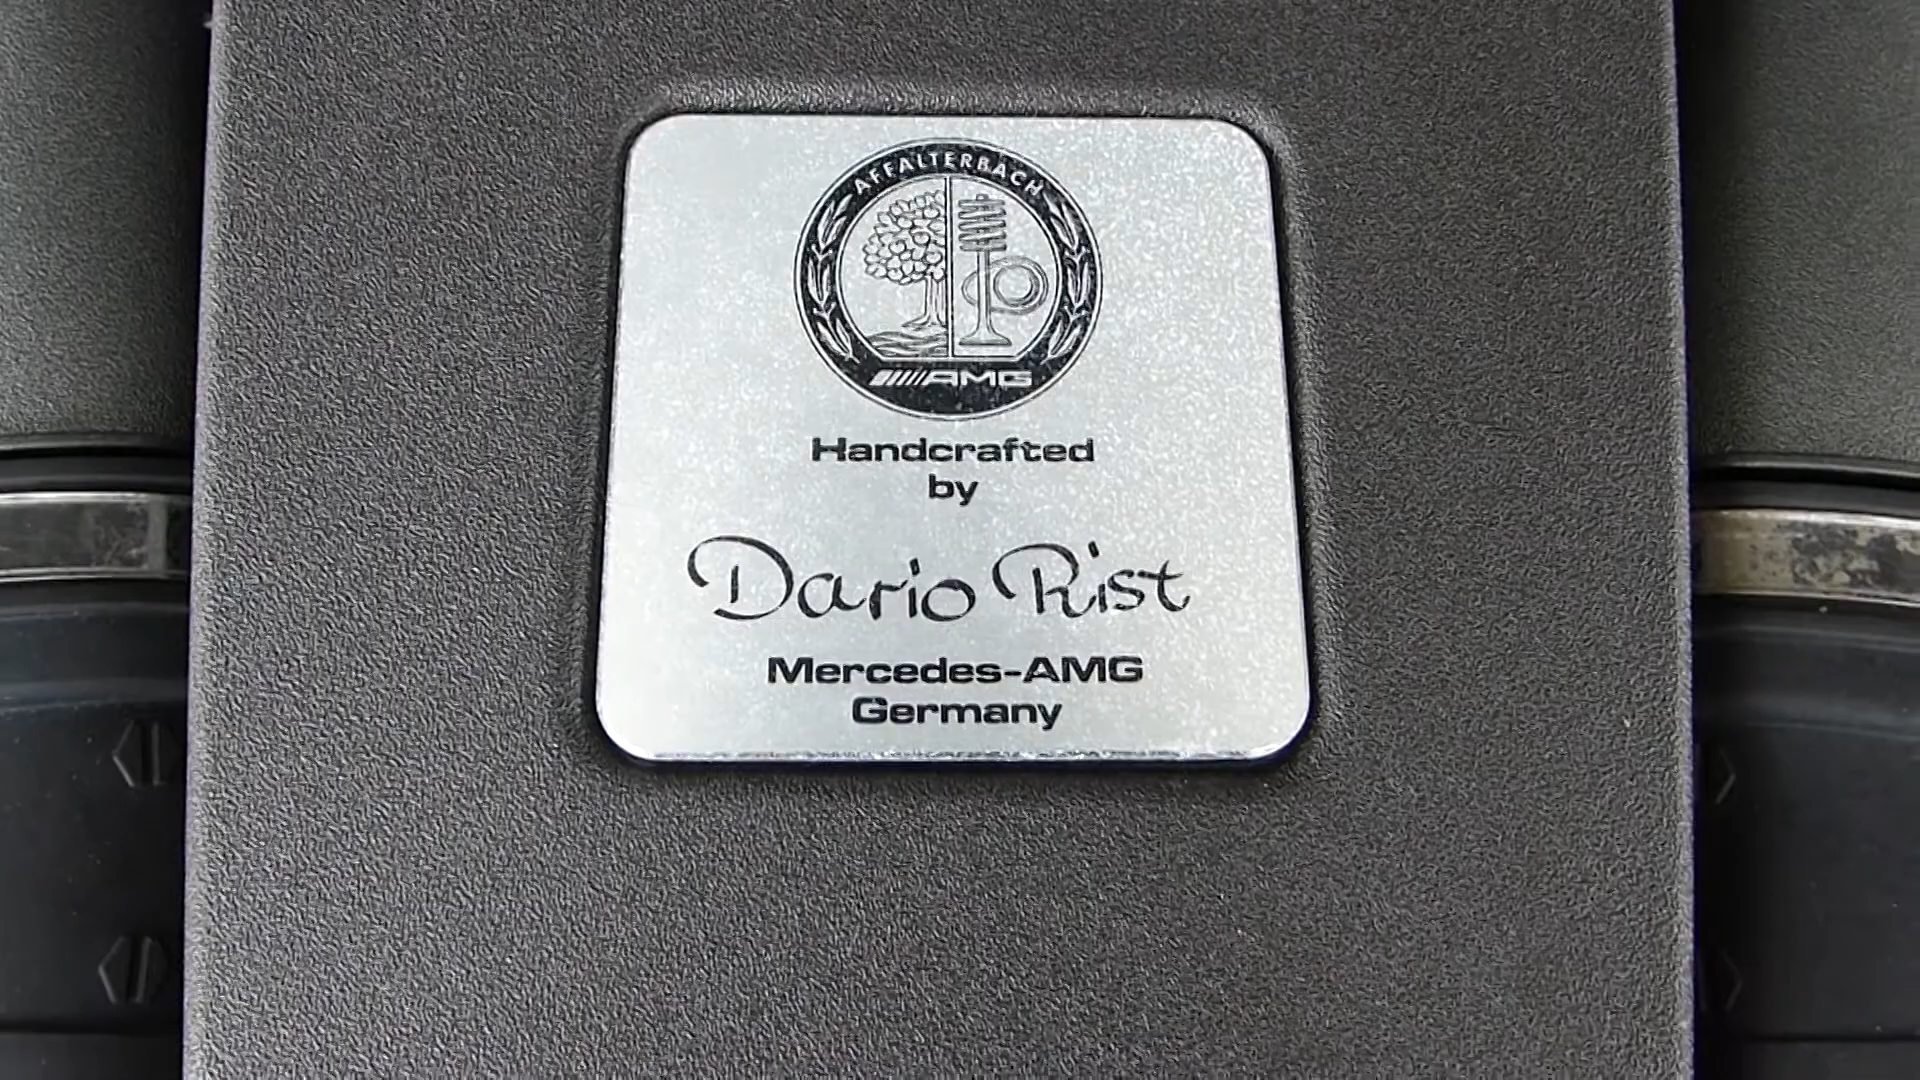 AFFALTERBACH
AMG
Handcrafted
by
Dario Rist
Mercedes-AMG
Germany